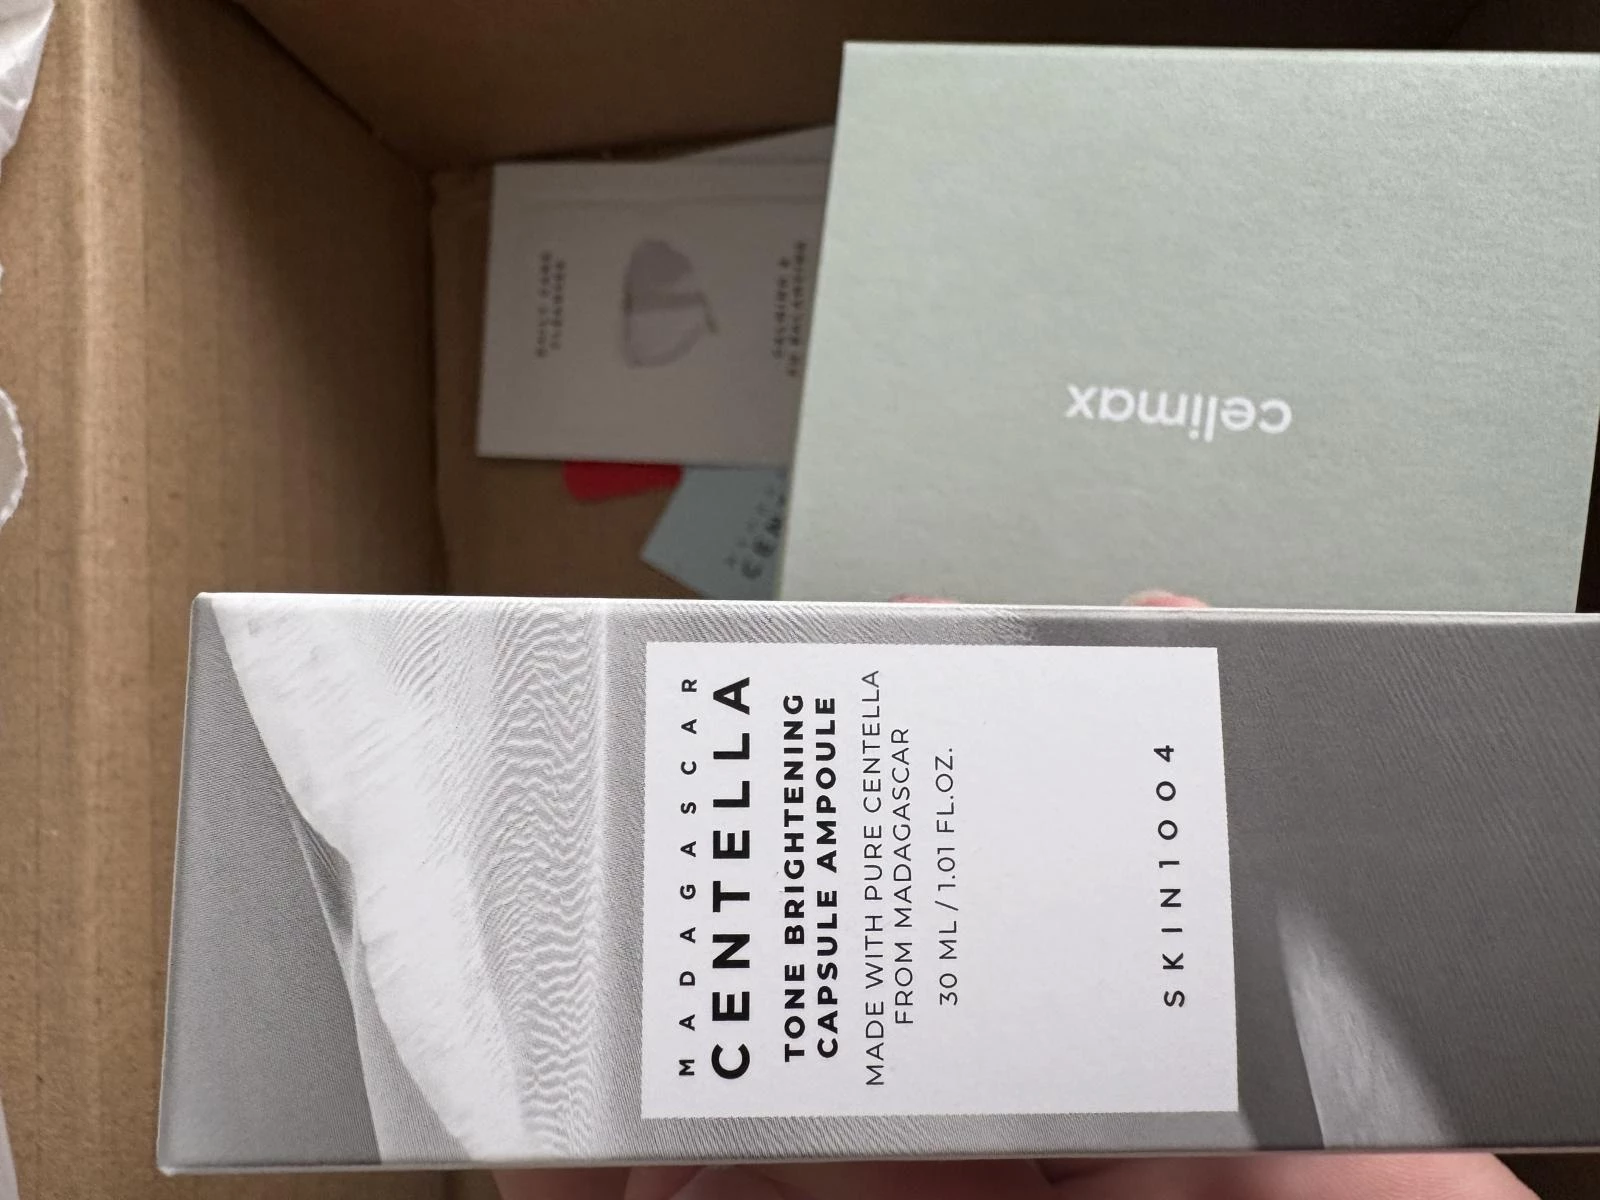 MADAGASCAR
CENTELLA
TONE BRIGHTENING
CAPSULE AMPOULE
MADE WITH PURE CENTELLA
FROM MADAGASCAR
30 ML / 1.01 FL.OZ.
SKIN1004
celimax